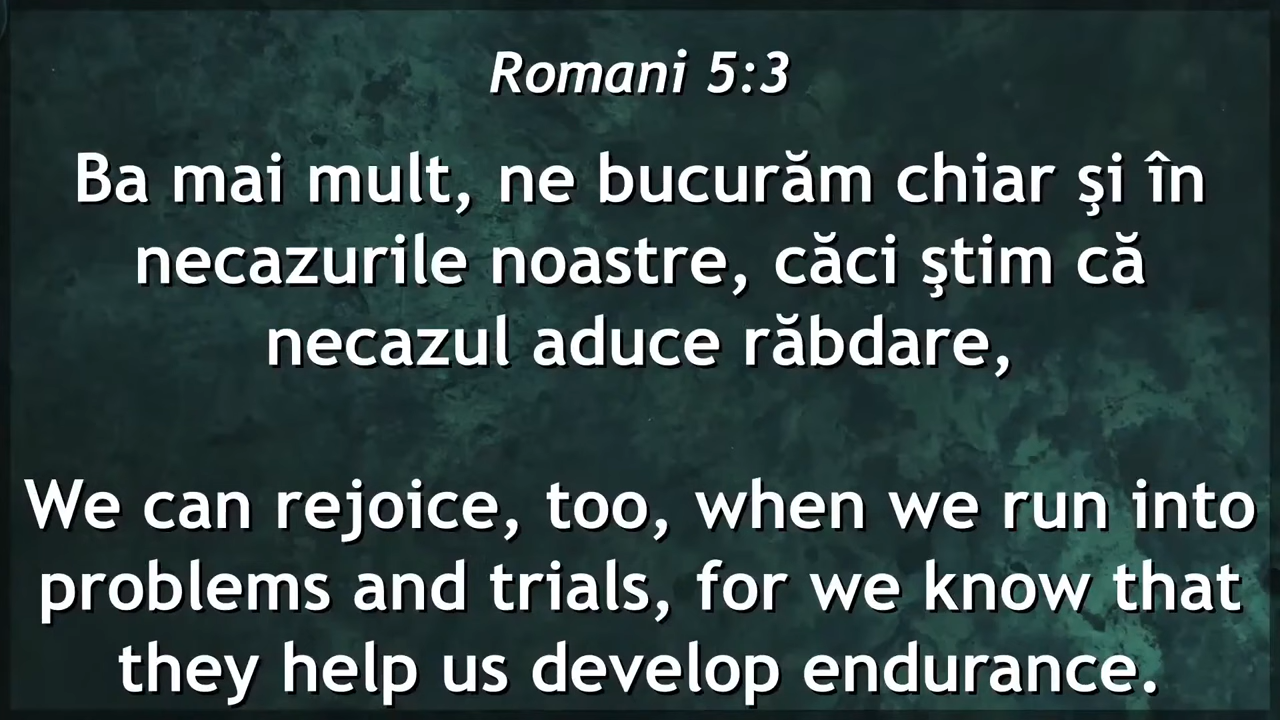 Romani 5:3
Ba mai mult, ne bucurăm chiar şi în
necazurile noastre, căci ştim că
necazul aduce răbdare,
We can rejoice, too, when we run into
problems and trials, for we know that
they help us develop endurance.